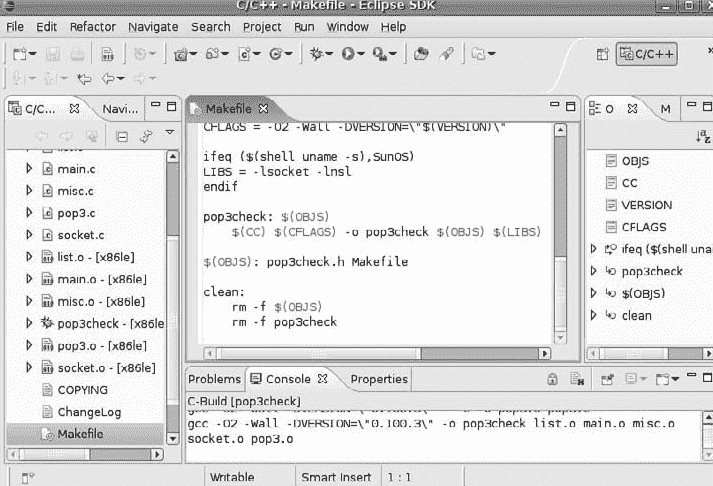 C/C++ - Makefile - Eclipse SDK
File Edit Refactor Navigate Search Project Run Window Help
C/C++
C/C... Navi...
main.c
misc.c
pop3.c
socket.c
list.o - [x86le]
main.o - [x86le]
misc.o - [x86le]
pop3check - [x86le
pop3.o - [x86le]
socket.o - [x86le]
COPYING
ChangeLog
Makefile
Makefile
CFLAGS = -O2 -Wall -DVERSION=\"$(VERSION)\"
ifeq ($(shell uname -s),SunOS)
LIBS = -lsocket -lnsl
endif
pop3check: $(OBJS)
$(CC) $(CFLAGS) -o pop3check $(OBJS) $(LIBS)
$(OBJS): pop3check.h Makefile
clean:
rm -f $(OBJS)
rm -f pop3check
O M
OBJS
CC
VERSION
CFLAGS
ifeq ($(shell una
pop3check
$(OBJS)
clean
Problems Console Properties
C-Build [pop3check]
gcc -O2 -Wall -DVERSION=\"0.100.3\" -o pop3check list.o main.o misc.o
socket.o pop3.o
Writable Smart Insert 1 : 1